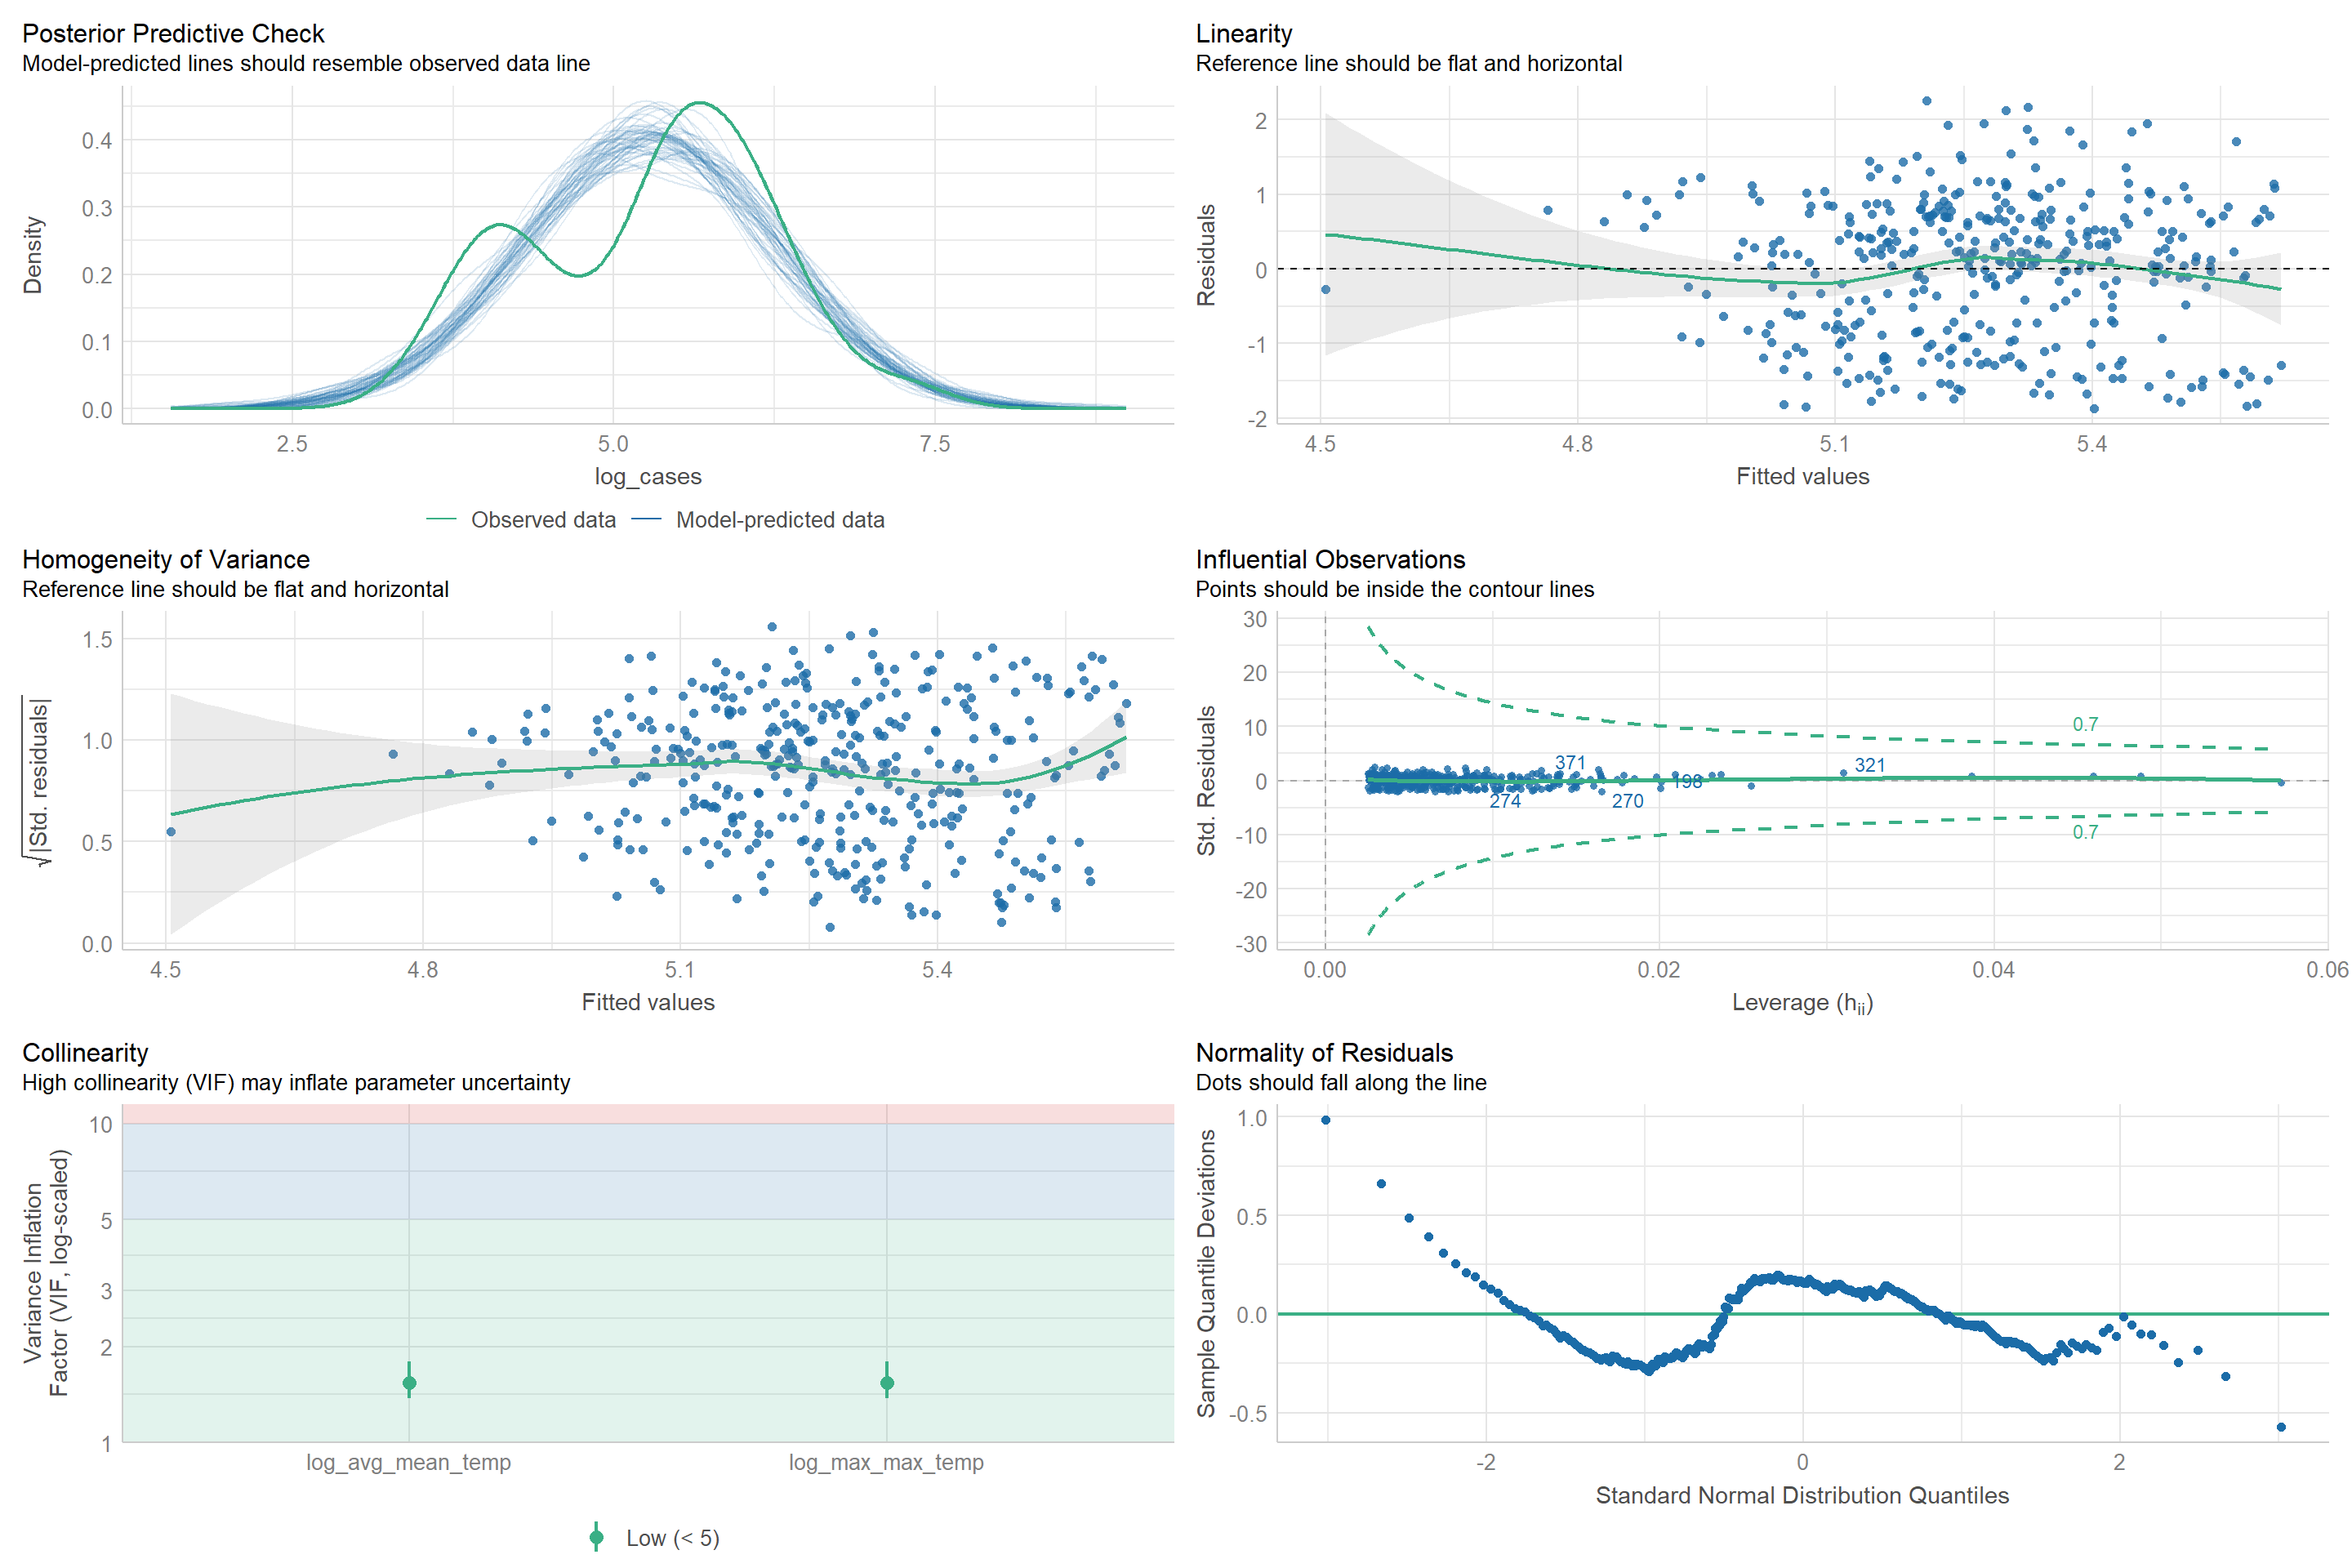 Posterior Predictive Check
Model-predicted lines should resemble observed data line
Density
0.4
0.3
0.2
0.1
0.0
2.5
5.0
7.5
log_cases
Observed data
Model-predicted data
Linearity
Reference line should be flat and horizontal
Residuals
2
1
0
-1
-2
4.5
4.8
5.1
5.4
Fitted values
Homogeneity of Variance
Reference line should be flat and horizontal
√|Std. residuals|
1.5
1.0
0.5
0.0
4.5
4.8
5.1
5.4
Fitted values
Influential Observations
Points should be inside the contour lines
Std. Residuals
30
20
10
0
-10
-20
-30
0.7
371
321
198
274
270
0.7
0.00
0.02
0.04
0.06
Leverage (hii)
Collinearity
High collinearity (VIF) may inflate parameter uncertainty
Variance Inflation
Factor (VIF, log-scaled)
10
5
3
2
1
log_avg_mean_temp
log_max_max_temp
Low (< 5)
Normality of Residuals
Dots should fall along the line
Sample Quantile Deviations
1.0
0.5
0.0
-0.5
-2
0
2
Standard Normal Distribution Quantiles